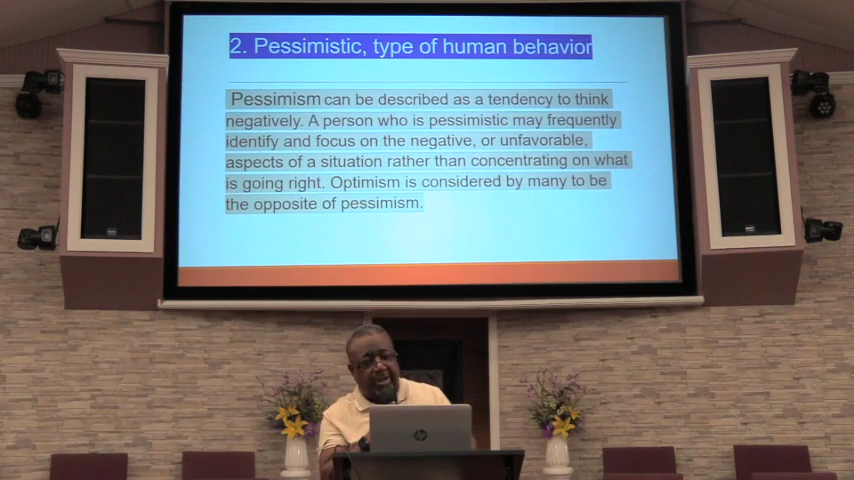 2. Pessimistic, type of human behavior
Pessimism can be described as a tendency to think
negatively. A person who is pessimistic may frequently
identify and focus on the negative, or unfavorable,
aspects of a situation rather than concentrating on what
is going right. Optimism is considered by many to be
the opposite of pessimism.
hp